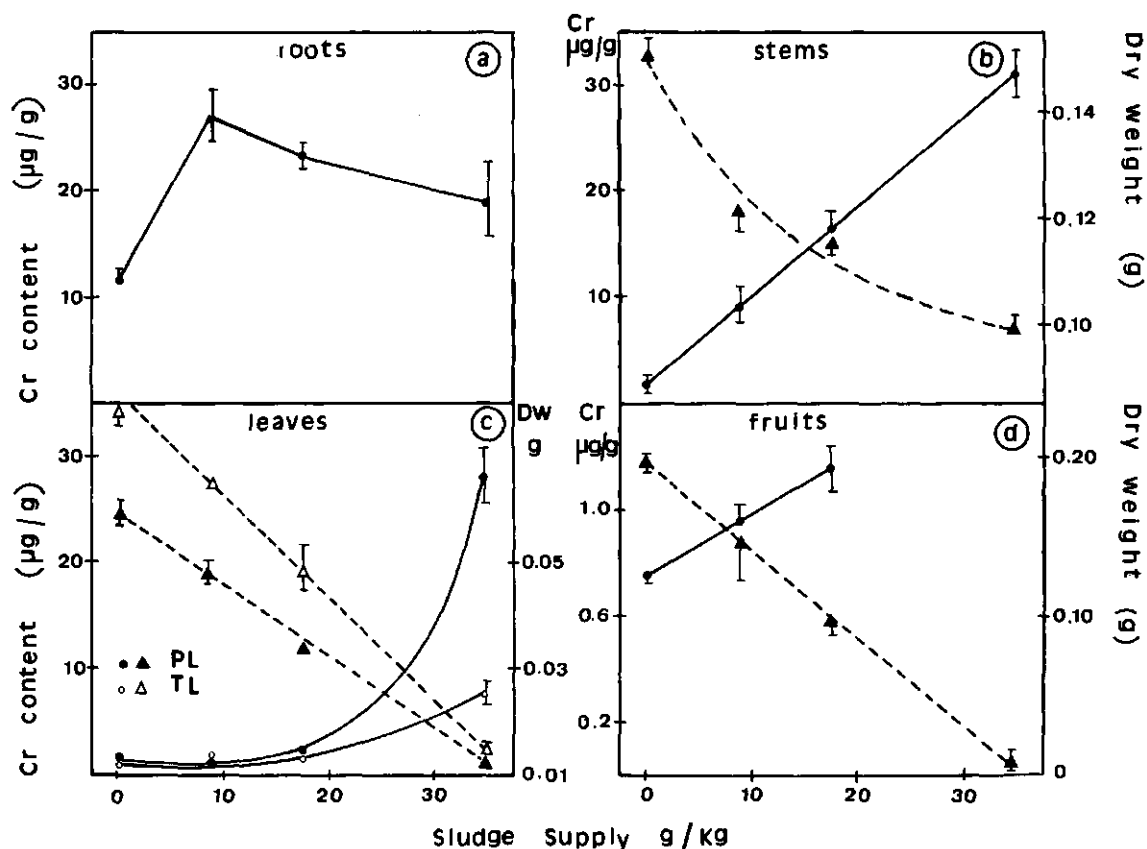 roots
a
Cr content (µg/g)
30
20
10
Cr
µg/g
stems
b
30
20
10
Dry weight (g)
0.14
0.12
0.10
leaves
c
Cr content (µg/g)
30
20
10
Dw
g
0.05
0.03
0.01
PL
TL
0 10 20 30
Cr
µg/g
fruits
d
1.0
0.6
0.2
Dry weight (g)
0.20
0.10
0
0 10 20 30
Sludge Supply g/Kg